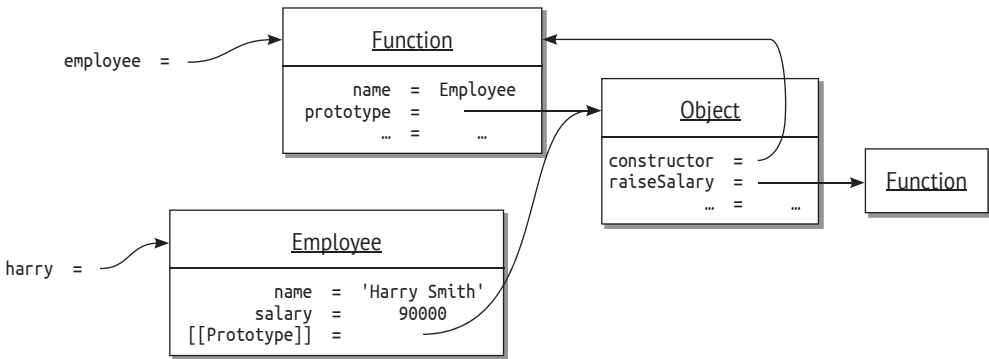 employee =
Function
name = Employee
prototype =
… = …
Object
constructor =
raiseSalary =
… = …
Function
harry =
Employee
name = 'Harry Smith'
salary = 90000
[[Prototype]] =